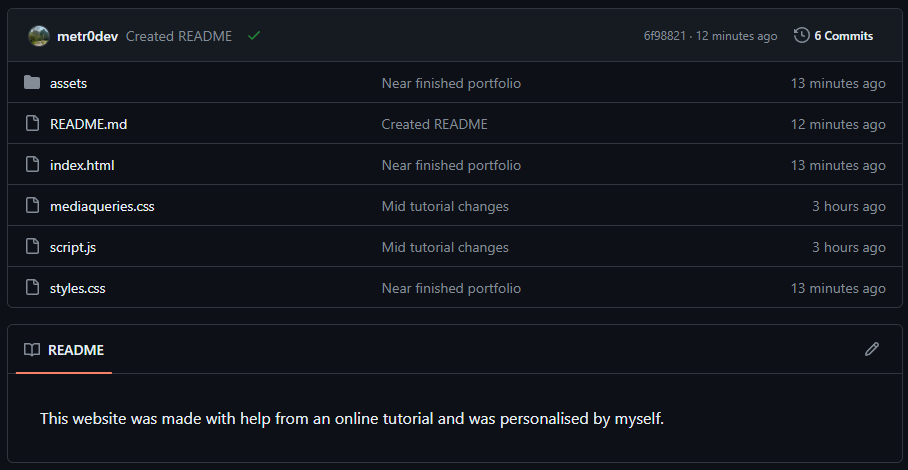 metr0dev Created README 6f98821 · 12 minutes ago 6 Commits
assets Near finished portfolio 13 minutes ago
README.md Created README 12 minutes ago
index.html Near finished portfolio 13 minutes ago
mediaqueries.css Mid tutorial changes 3 hours ago
script.js Mid tutorial changes 3 hours ago
styles.css Near finished portfolio 13 minutes ago
README
This website was made with help from an online tutorial and was personalised by myself.